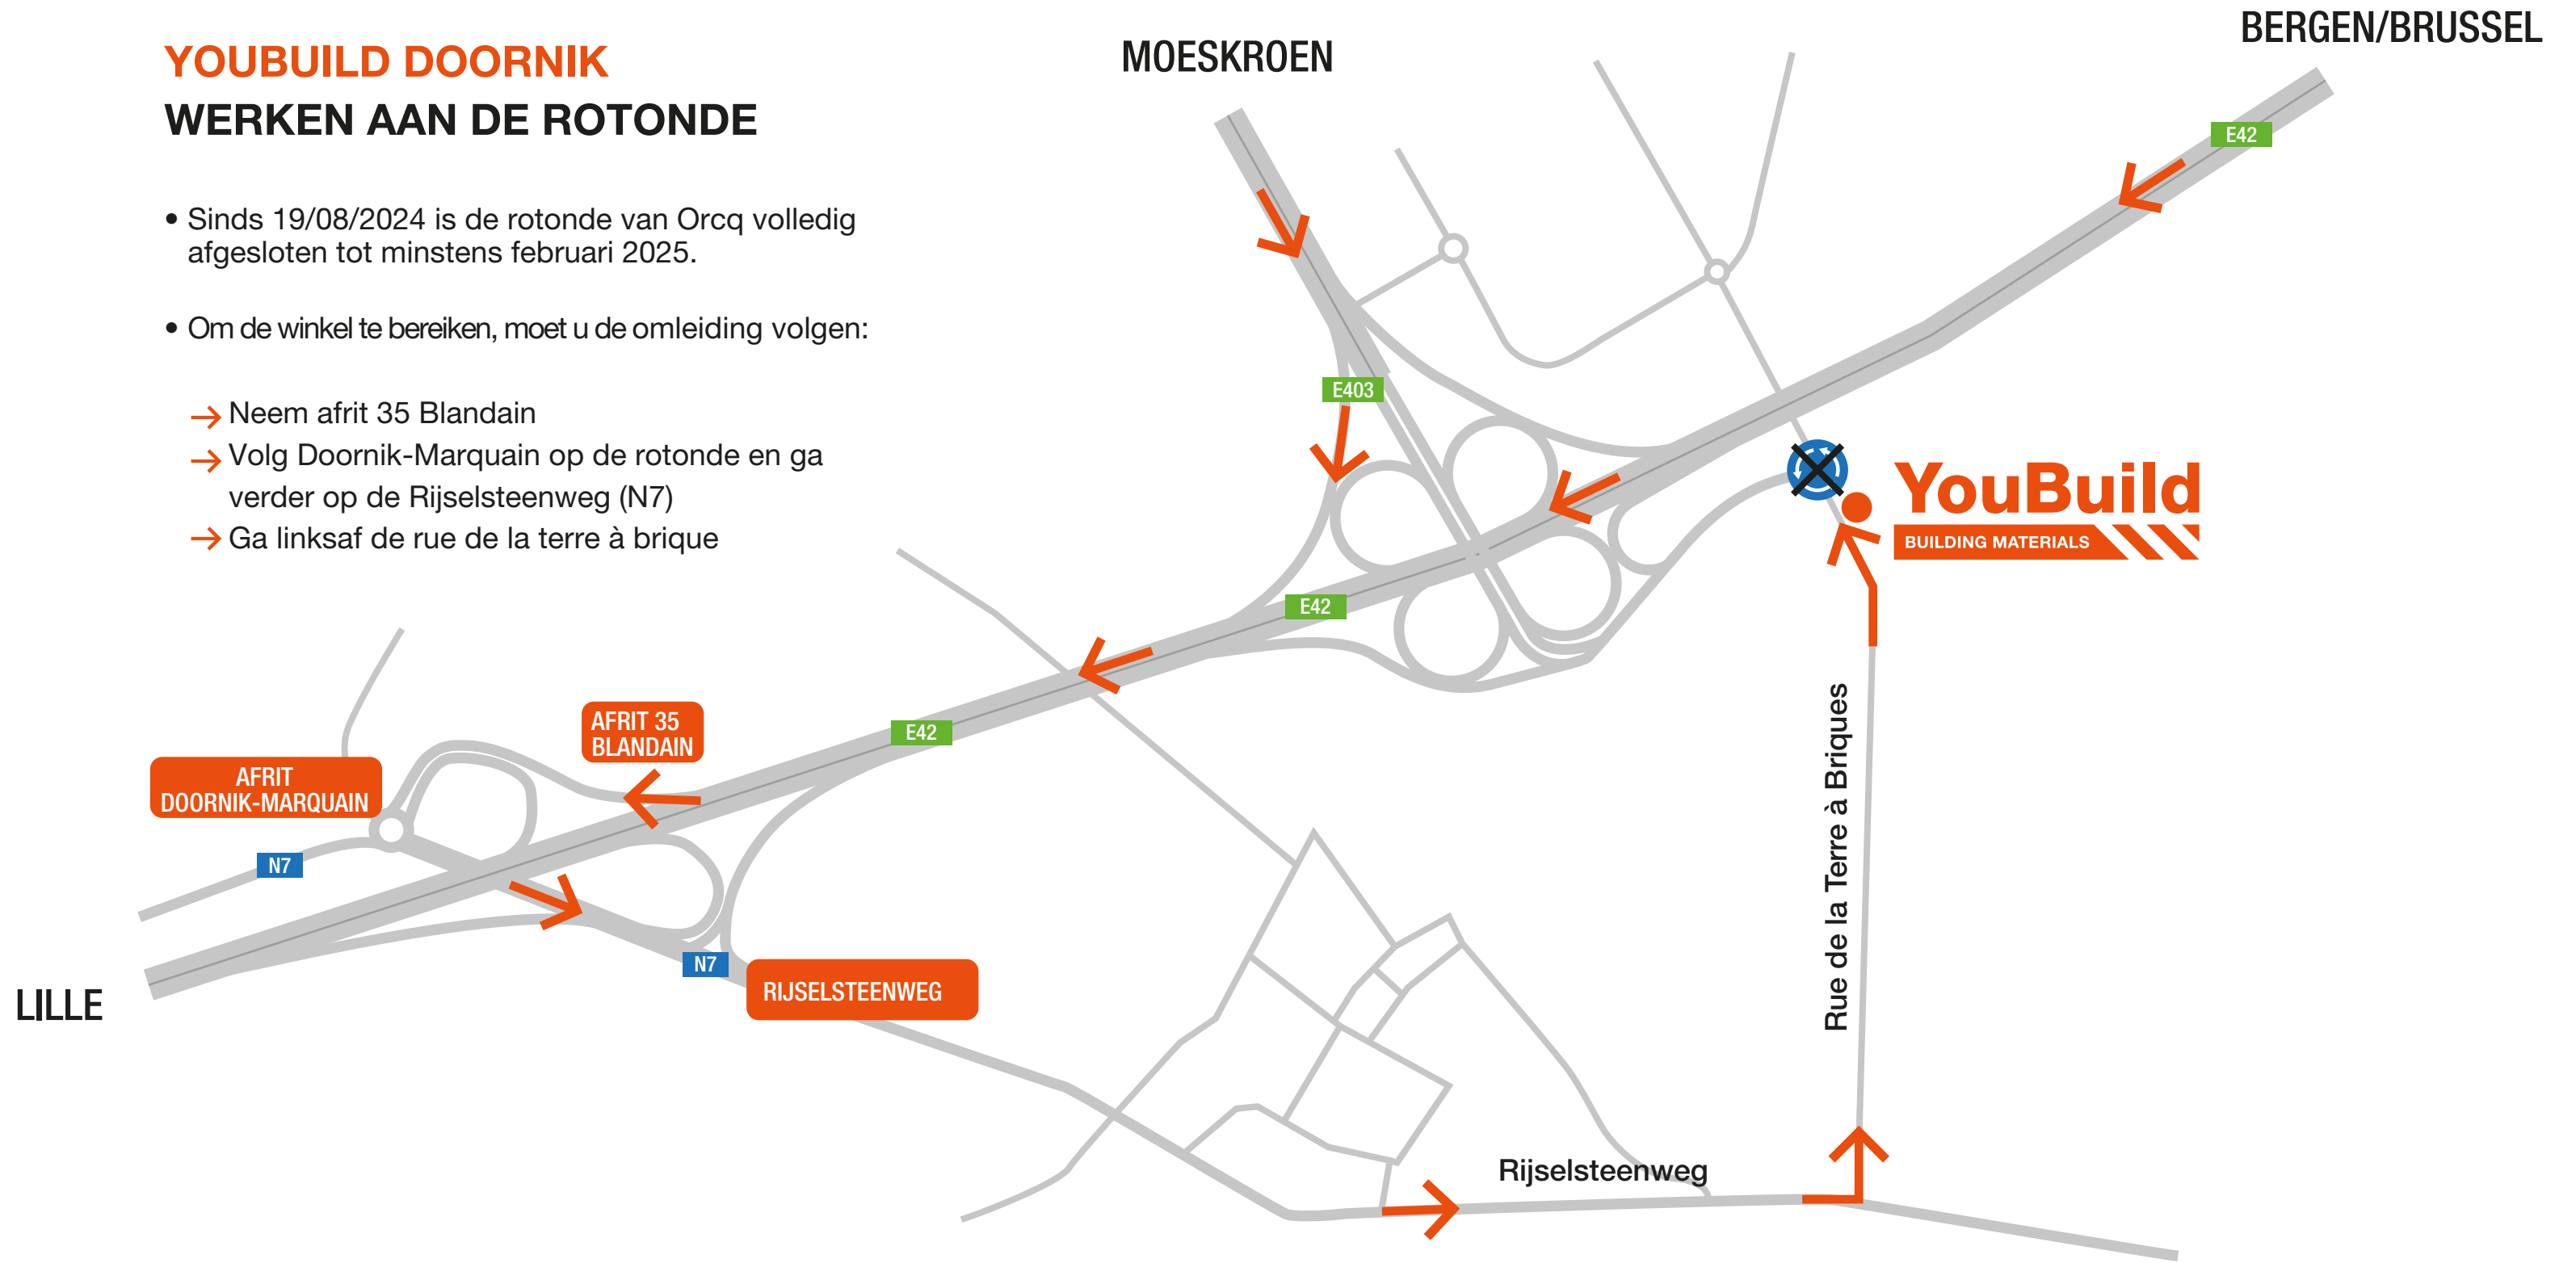 YOUBUILD DOORNIK
WERKEN AAN DE ROTONDE
• Sinds 19/08/2024 is de rotonde van Orcq volledig
afgesloten tot minstens februari 2025.
• Om de winkel te bereiken, moet u de omleiding volgen:
Neem afrit 35 Blandain
Volg Doornik-Marquain op de rotonde en ga
verder op de Rijselsteenweg (N7)
Ga linksaf de rue de la terre à brique
MOESKROEN
BERGEN/BRUSSEL
E42
E403
YouBuild
BUILDING MATERIALS
E42
E42
AFRIT 35
BLANDAIN
AFRIT
DOORNIK-MARQUAIN
N7
N7
RIJSELSTEENWEG
LILLE
Rue de la Terre à Briques
Rijselsteenweg